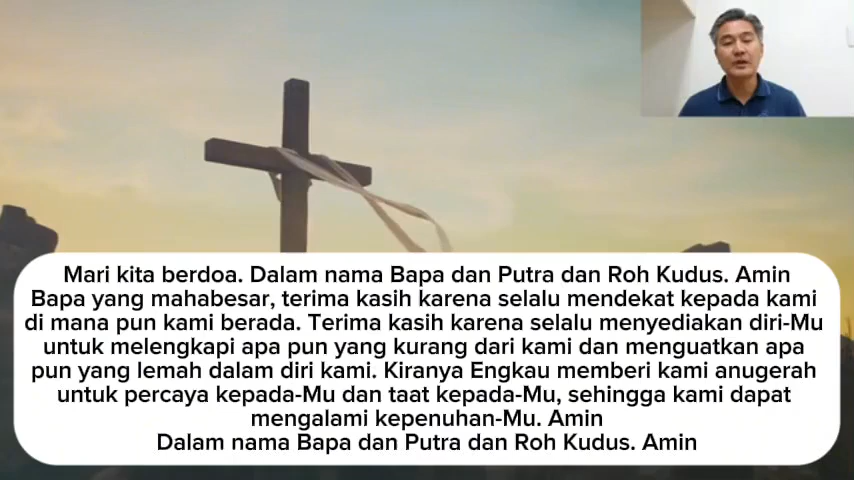 Mari kita berdoa. Dalam nama Bapa dan Putra dan Roh Kudus. Amin
Bapa yang mahabesar, terima kasih karena selalu mendekat kepada kami
di mana pun kami berada. Terima kasih karena selalu menyediakan diri-Mu
untuk melengkapi apa pun yang kurang dari kami dan menguatkan apa
pun yang lemah dalam diri kami. Kiranya Engkau memberi kami anugerah
untuk percaya kepada-Mu dan taat kepada-Mu, sehingga kami dapat
mengalami kepenuhan-Mu. Amin
Dalam nama Bapa dan Putra dan Roh Kudus. Amin